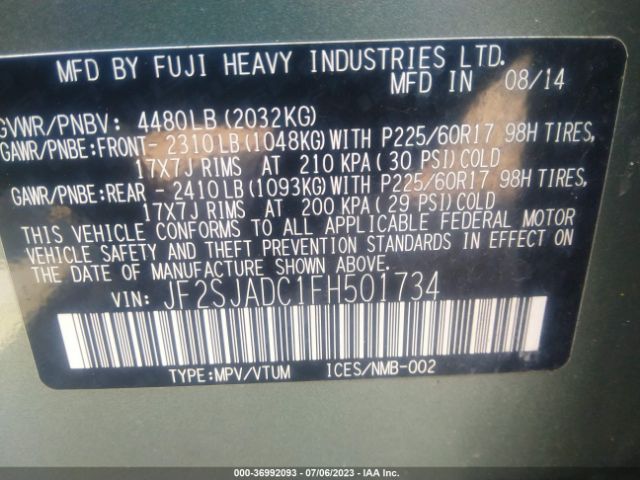 MFD BY FUJI HEAVY INDUSTRIES LTD.
MFD IN 08/14
GVWR/PNBV: 4480LB(2032KG)
GAWR/PNBE:FRONT- 2310LB(1048KG)WITH P225/60R17 98H TIRES,
17X7J RIMS AT 210 KPA(30 PSI)COLD
GAWR/PNBE:REAR - 2410LB(1093KG)WITH P225/60R17 98H TIRES,
17X7J RIMS AT 200 KPA(29 PSI)COLD
THIS VEHICLE CONFORMS TO ALL APPLICABLE FEDERAL MOTOR
VEHICLE SAFETY AND THEFT PREVENTION STANDARDS IN EFFECT ON
THE DATE OF MANUFACTURE SHOWN ABOVE.
VIN: JF2SJADC1FH501734
TYPE:MPV/VTUM ICES/NMB-002
000-36992093 - 07/06/2023 - IAA Inc.